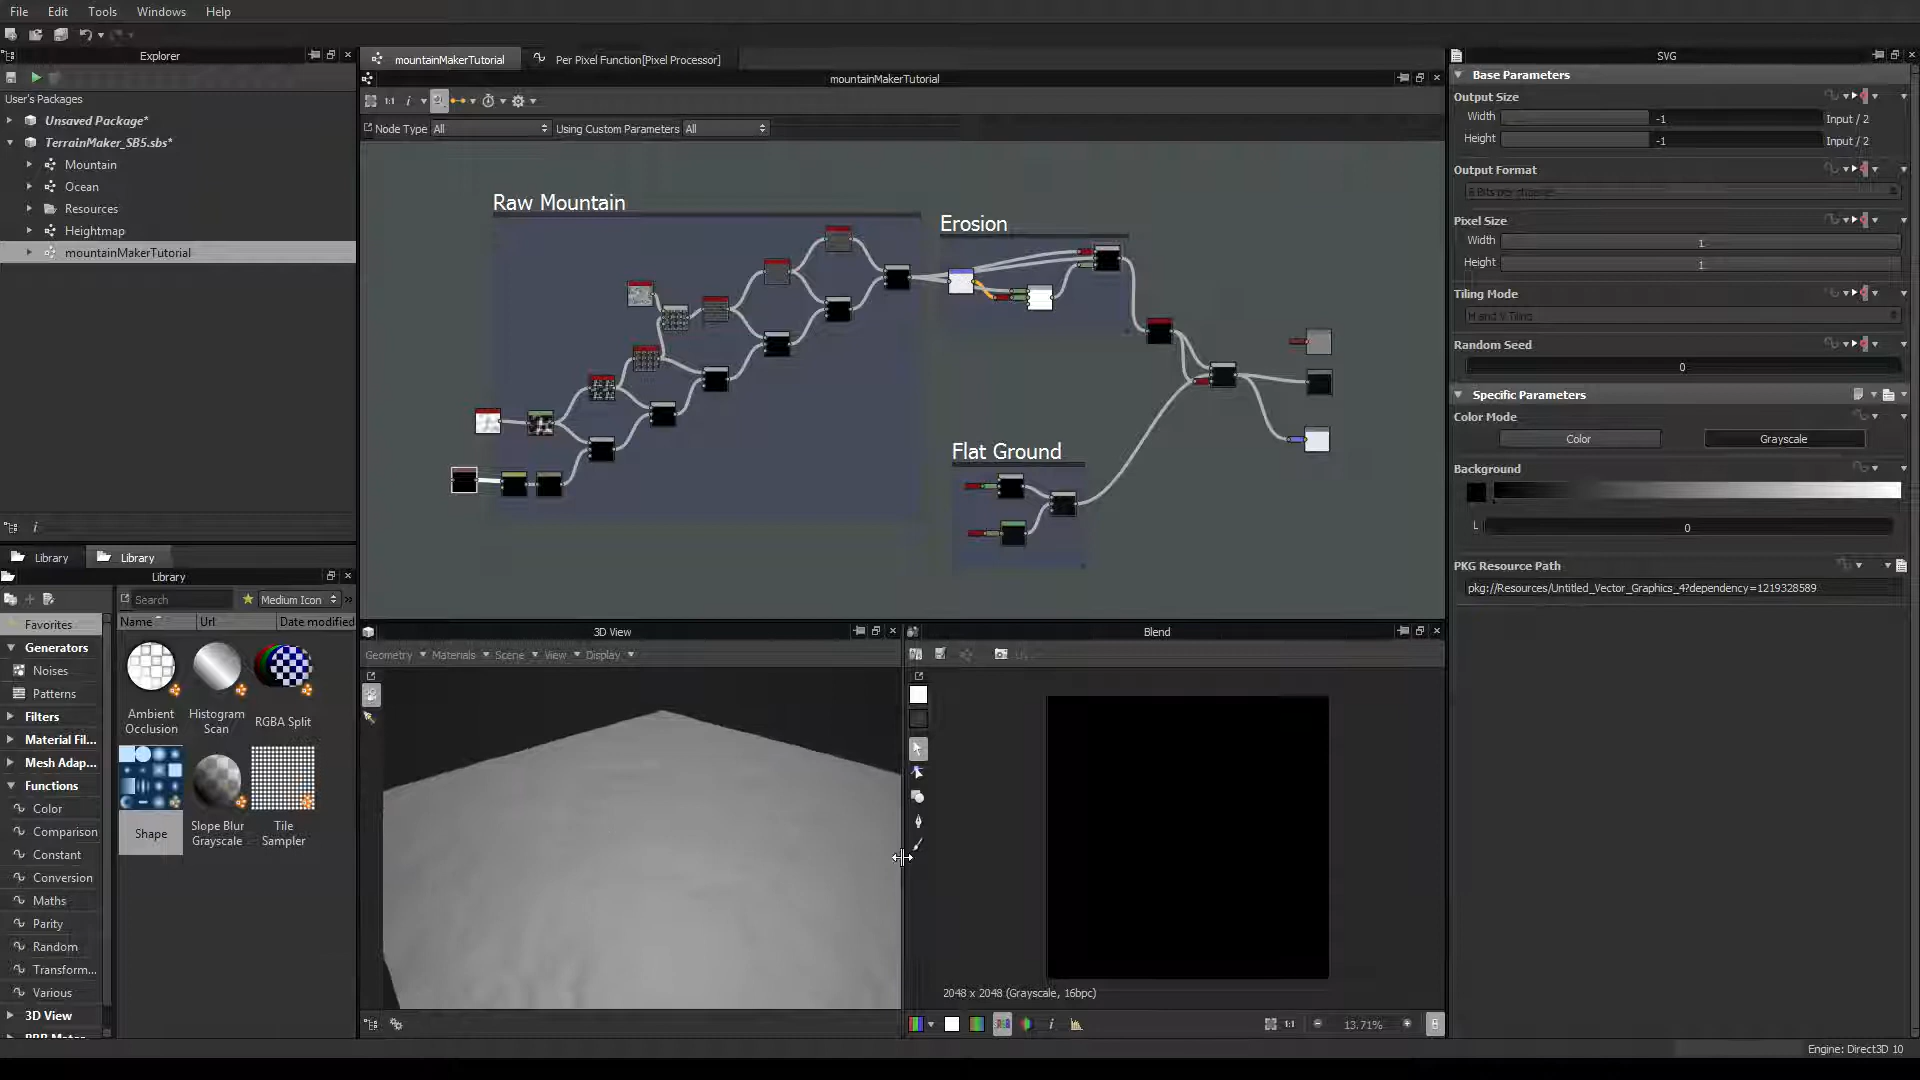 File Edit Tools Windows Help
Explorer
User's Packages
Unsaved Package*
TerrainMaker_SB5.sbs*
Mountain
Ocean
Resources
Heightmap
mountainMakerTutorial
Library Library
Library
Search Medium Icon
Name Url Date modified
Favorites
Generators
Noises
Patterns
Filters
Material Fil...
Mesh Adap...
Functions
Color
Comparison
Constant
Conversion
Maths
Parity
Random
Transform...
Various
3D View
Ambient Occlusion
Histogram Scan
RGBA Split
Shape
Slope Blur Grayscale
Tile Sampler
mountainMakerTutorial Per Pixel Function[Pixel Processor]
mountainMakerTutorial
1:1
Node Type All Using Custom Parameters All
Raw Mountain
Erosion
Flat Ground
3D View
Geometry Materials Scene View Display
Blend
2048 x 2048 (Grayscale, 16bpc)
1:1 13.71%
SVG
Base Parameters
Output Size
Width -1 Input / 2
Height -1 Input / 2
Output Format
Pixel Size
Width 1
Height 1
Tiling Mode
H and V Tiling
Random Seed
0
Specific Parameters
Color Mode
Color Grayscale
Background
L 0
PKG Resource Path
pkg://Resources/Untitled_Vector_Graphics_4?dependency=1219328589
Engine: Direct3D 10